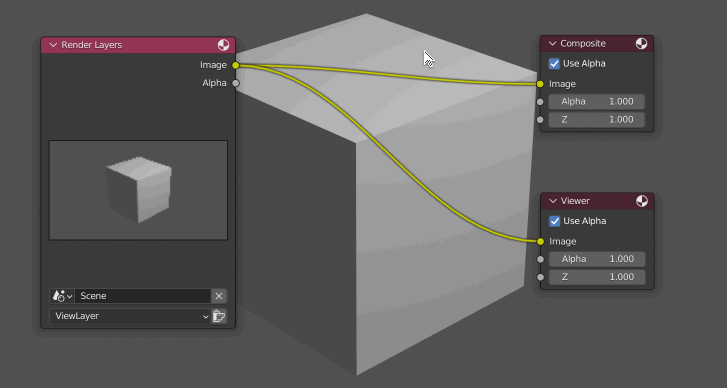 Render Layers
Image
Alpha
Scene
ViewLayer
Composite
Use Alpha
Image
Alpha 1.000
Z 1.000
Viewer
Use Alpha
Image
Alpha 1.000
Z 1.000